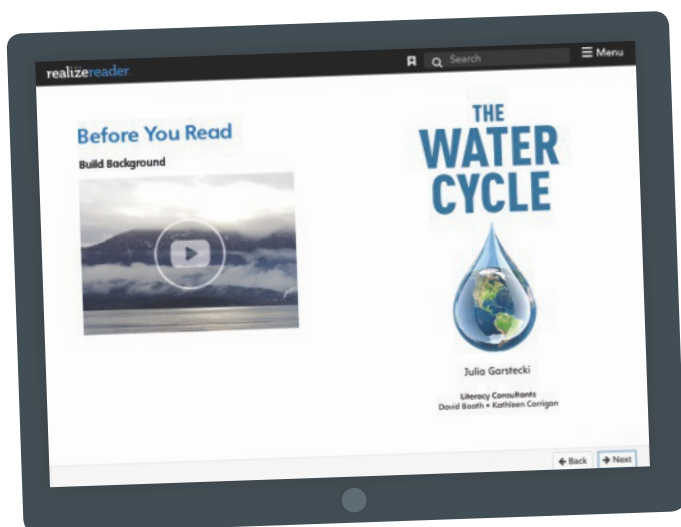 realizereader.
Search
Menu
Before You Read
Build Background
THE
WATER
CYCLE
Julia Garstecki
Literacy Consultants
David Booth • Kathleen Corrigan
Back
Next